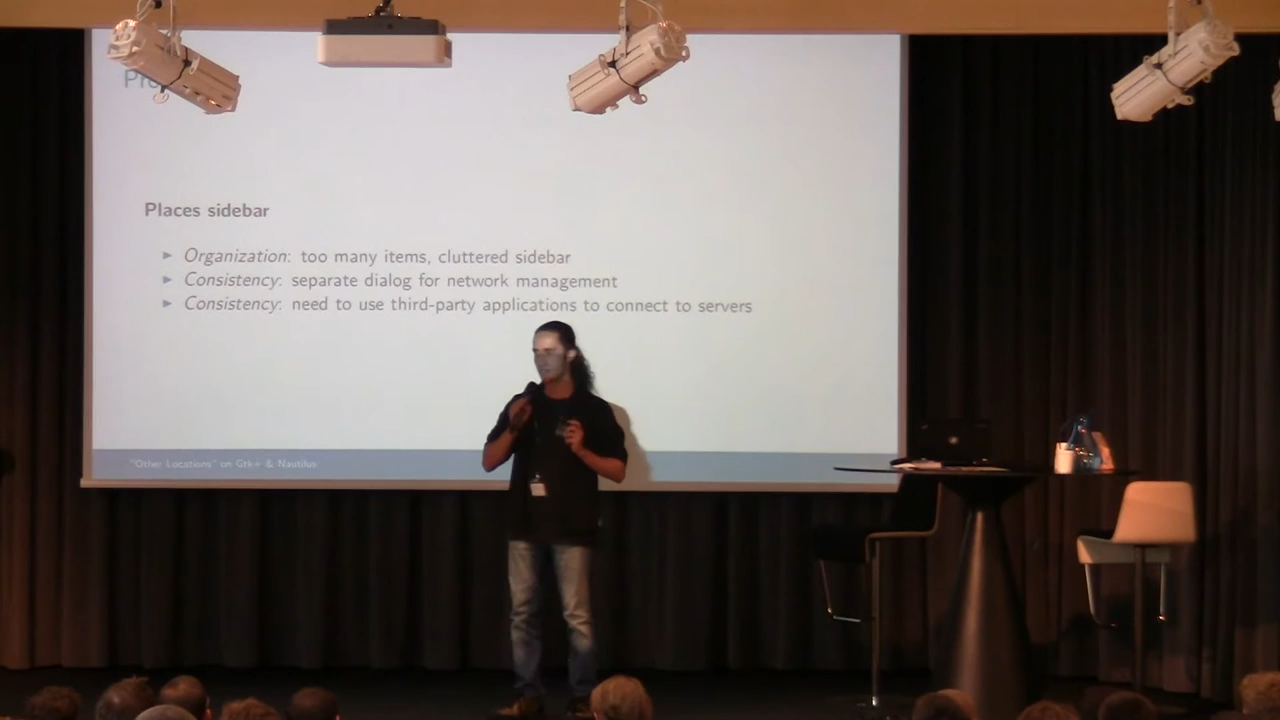 Places sidebar
► Organization: too many items, cluttered sidebar
► Consistency: separate dialog for network management
► Consistency: need to use third-party applications to connect to servers
"Other Locations" on Gtk+ & Nautilus